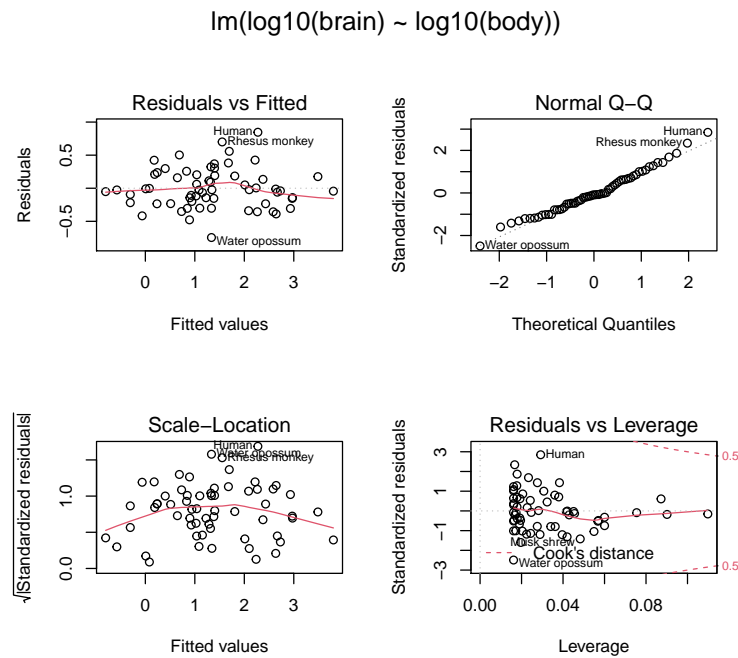 lm(log10(brain) ~ log10(body))
Residuals vs Fitted
Residuals
0.5
−0.5
Human
Rhesus monkey
Water opossum
0 1 2 3
Fitted values
Normal Q−Q
Standardized residuals
2
0
−2
Human
Rhesus monkey
Water opossum
−2 −1 0 1 2
Theoretical Quantiles
Scale−Location
√|Standardized residuals|
1.0
0.0
Human
Water opossum
Rhesus monkey
0 1 2 3
Fitted values
Residuals vs Leverage
Standardized residuals
3
1
−1
−3
Human
Musk shrew
Cook's distance
Water opossum
0.5
0.5
0.00 0.04 0.08
Leverage